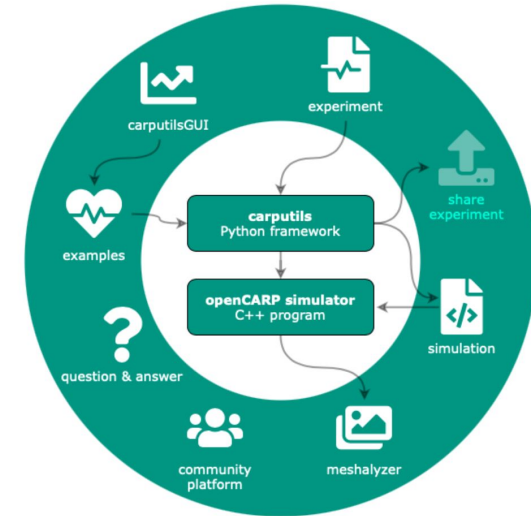 experiment
carputilsGUI
share
experiment
carputils
Python framework
examples
openCARP simulator
C++ program
</>
simulation
question & answer
community
platform
meshalyzer